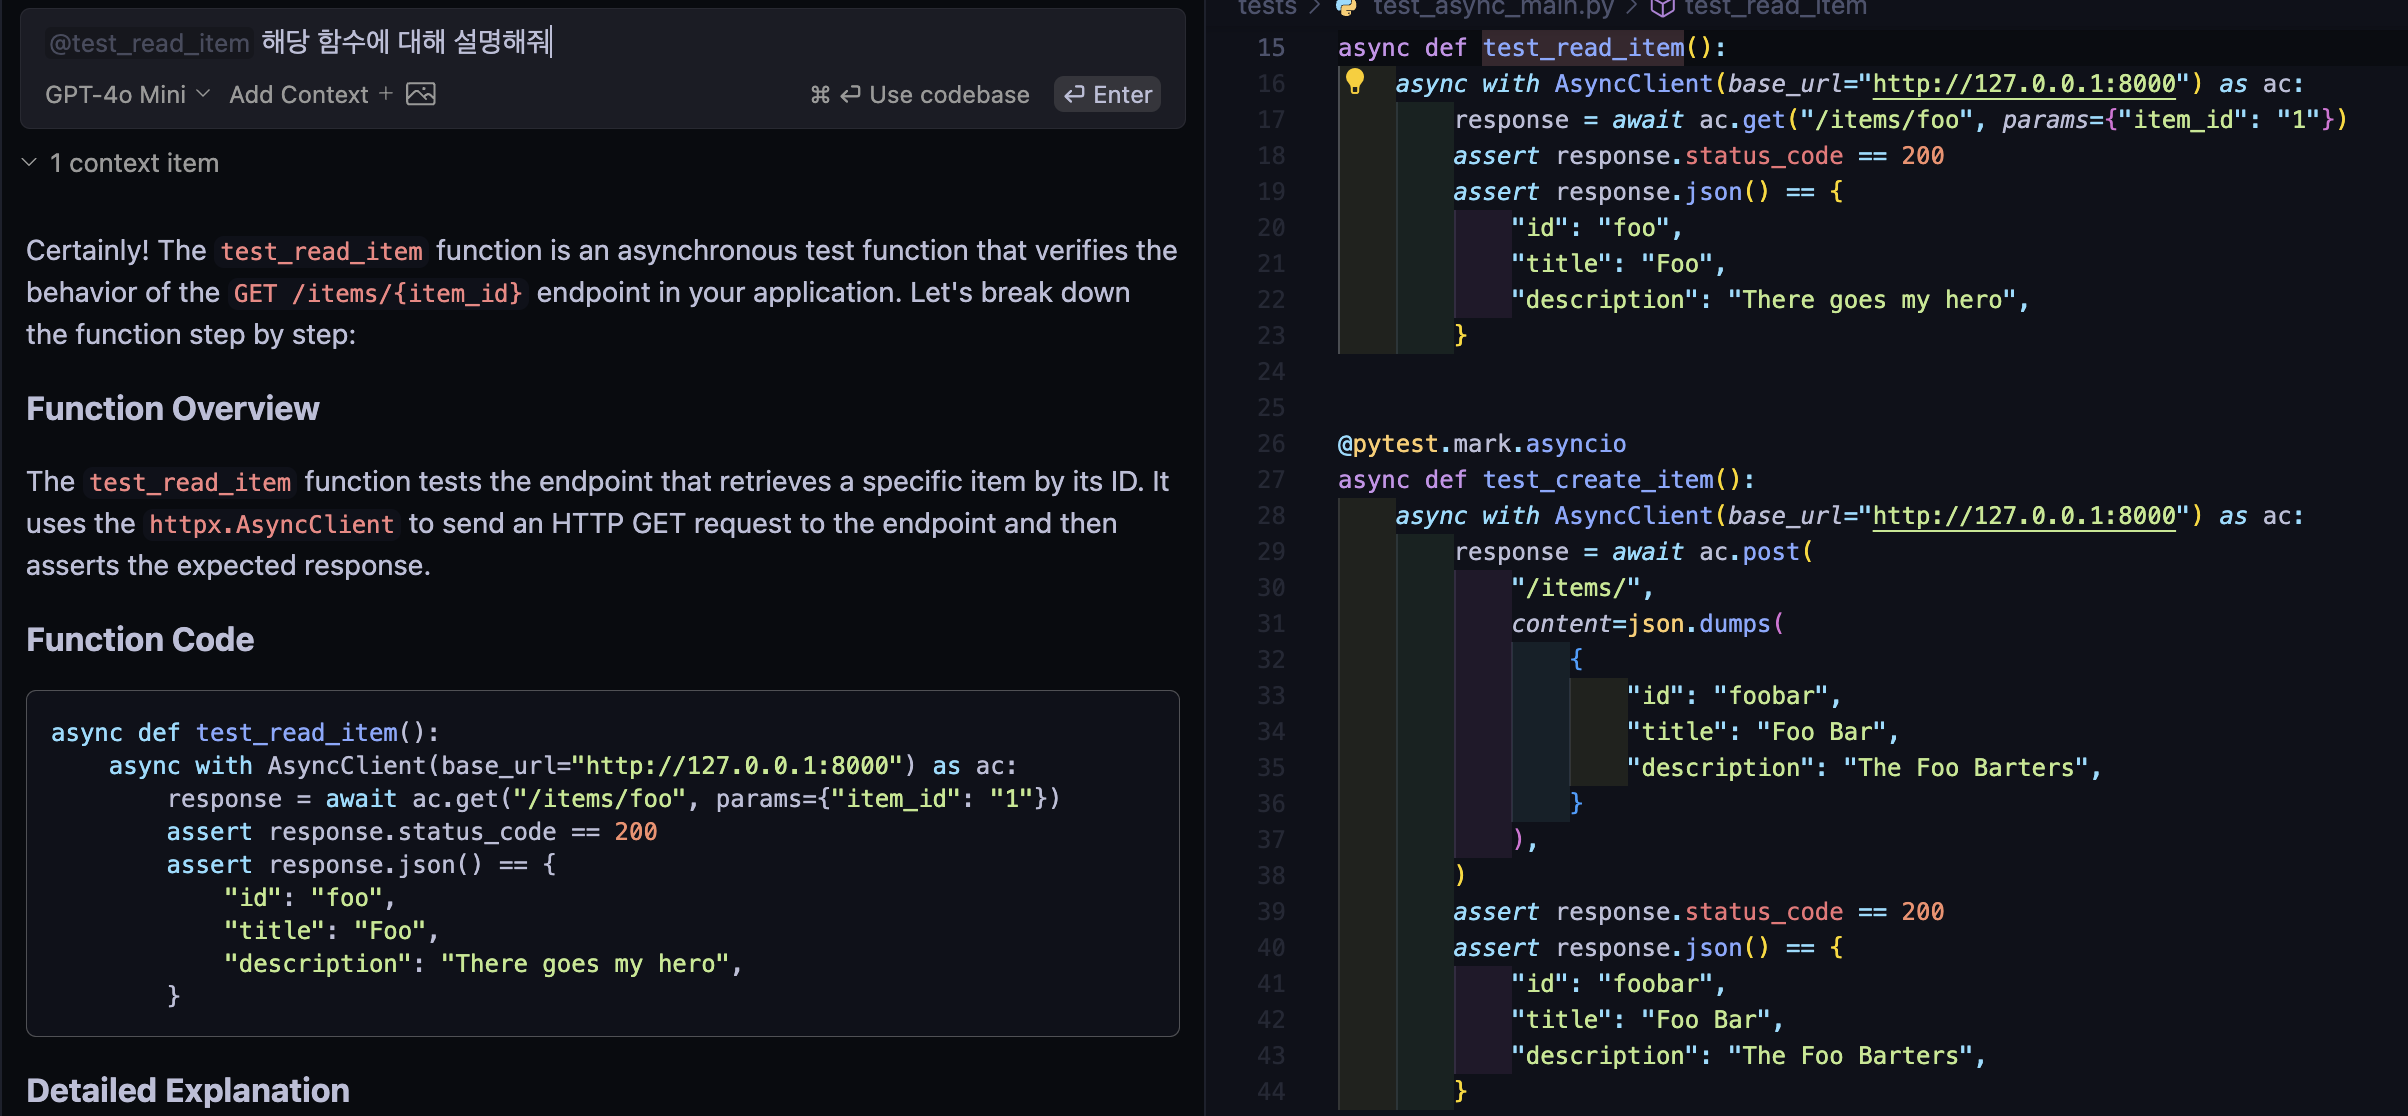 @test_read_item 해당 함수에 대해 설명해줘
GPT-4o Mini Add Context + ⌘ ⏎ Use codebase ⏎ Enter
1 context item
Certainly! The test_read_item function is an asynchronous test function that verifies the
behavior of the GET /items/{item_id} endpoint in your application. Let's break down
the function step by step:
Function Overview
The test_read_item function tests the endpoint that retrieves a specific item by its ID. It
uses the httpx.AsyncClient to send an HTTP GET request to the endpoint and then
asserts the expected response.
Function Code
async def test_read_item():
    async with AsyncClient(base_url="http://127.0.0.1:8000") as ac:
        response = await ac.get("/items/foo", params={"item_id": "1"})
        assert response.status_code == 200
        assert response.json() == {
            "id": "foo",
            "title": "Foo",
            "description": "There goes my hero",
        }
Detailed Explanation
tests > test_async_main.py > test_read_item
15 async def test_read_item():
16     async with AsyncClient(base_url="http://127.0.0.1:8000") as ac:
17         response = await ac.get("/items/foo", params={"item_id": "1"})
18         assert response.status_code == 200
19         assert response.json() == {
20             "id": "foo",
21             "title": "Foo",
22             "description": "There goes my hero",
23         }
24
25
26 @pytest.mark.asyncio
27 async def test_create_item():
28     async with AsyncClient(base_url="http://127.0.0.1:8000") as ac:
29         response = await ac.post(
30             "/items/",
31             content=json.dumps(
32                 {
33                     "id": "foobar",
34                     "title": "Foo Bar",
35                     "description": "The Foo Barters",
36                 }
37             ),
38         )
39         assert response.status_code == 200
40         assert response.json() == {
41             "id": "foobar",
42             "title": "Foo Bar",
43             "description": "The Foo Barters",
44         }